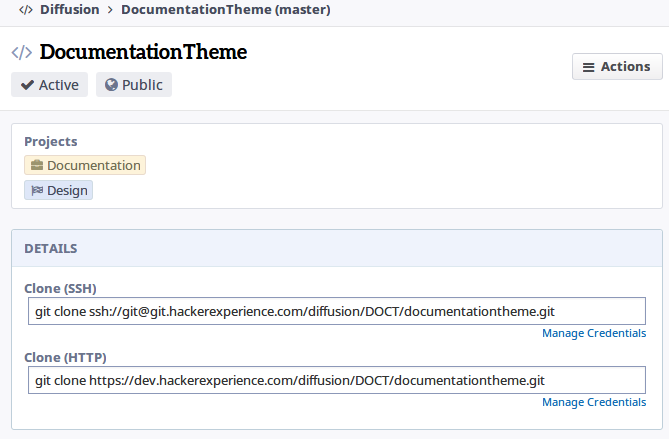 Diffusion > DocumentationTheme (master)
DocumentationTheme
Actions
Active Public
Projects
Documentation
Design
DETAILS
Clone (SSH)
git clone ssh://git@git.hackerexperience.com/diffusion/DOCT/documentationtheme.git
Manage Credentials
Clone (HTTP)
git clone https://dev.hackerexperience.com/diffusion/DOCT/documentationtheme.git
Manage Credentials